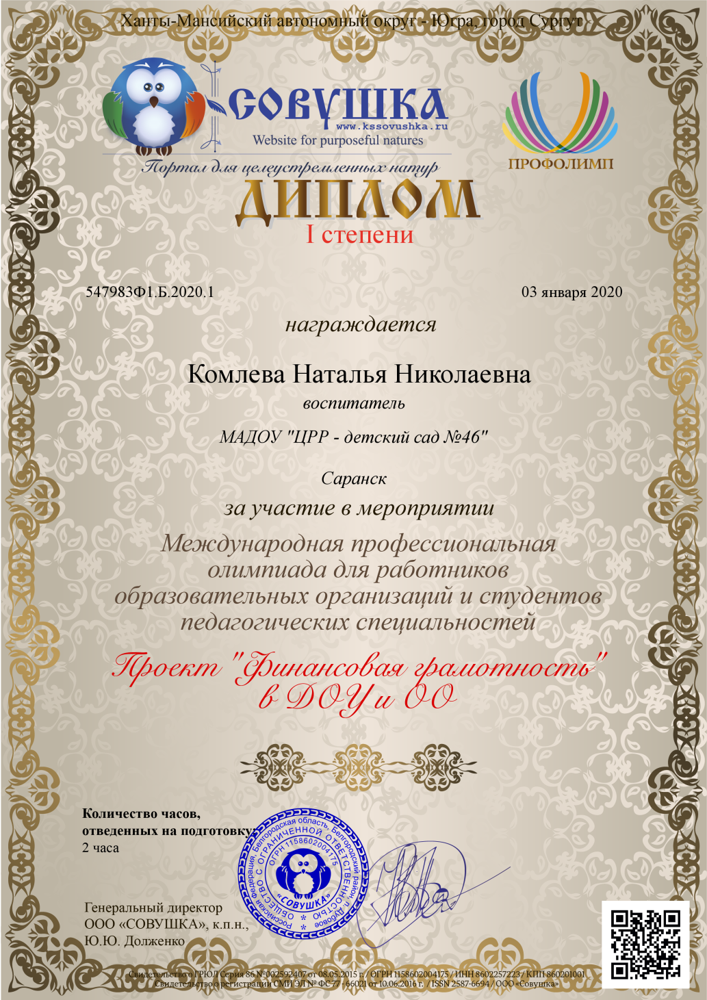 Ханты-Мансийский автономный округ - Югра, город Сургут
СОВУШКА
www.kssovushka.ru
Website for purposeful natures
Портал для целеустремленных натур
ПРОФОЛИМП
ДИПЛОМ
I степени
547983Ф1.Б.2020.1
03 января 2020
награждается
Комлева Наталья Николаевна
воспитатель
МАДОУ "ЦРР - детский сад №46"
Саранск
за участие в мероприятии
Международная профессиональная
олимпиада для работников
образовательных организаций и студентов
педагогических специальностей
Проект "Финансовая грамотность"
в ДОУ и ОО
Количество часов,
отведенных на подготовку:
2 часа
Российская Федерация, Белгородская область, Белгородский район, п. Дубовое
ОБЩЕСТВО С ОГРАНИЧЕННОЙ ОТВЕТСТВЕННОСТЬЮ
ОГРН 1158602004175
«СОВУШКА»
Генеральный директор
ООО «СОВУШКА», к.п.н.,
Ю.Ю. Долженко
Свидетельство о ГРЮЛ Серия 86 №002592407 от 08.05.2015 г. / ОГРН 1158602004175 / ИНН 8602257223 / КПП 860201001
Свидетельство о регистрации СМИ ЭЛ № ФС 77 - 66021 от 10.06.2016 г. / ISSN 2587-6694 / ООО «Совушка»